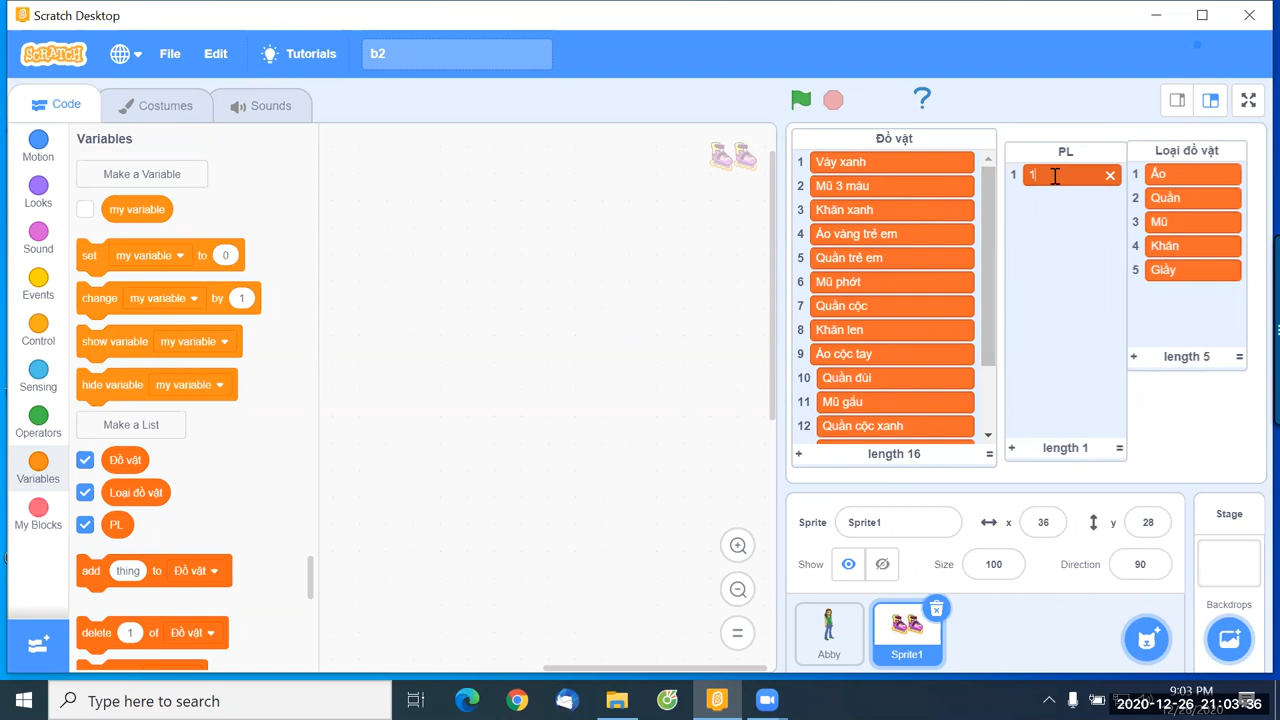 Scratch Desktop
SCRATCH
File
Edit
Tutorials
b2
Code
Costumes
Sounds
?
Motion
Looks
Sound
Events
Control
Sensing
Operators
Variables
My Blocks
Variables
Make a Variable
my variable
set my variable to 0
change my variable by 1
show variable my variable
hide variable my variable
Make a List
Đồ vật
Loại đồ vật
PL
add thing to Đồ vật
delete 1 of Đồ vật
Đồ vật
1 Váy xanh
2 Mũ 3 màu
3 Khăn xanh
4 Áo vàng trẻ em
5 Quần trẻ em
6 Mũ phớt
7 Quần cộc
8 Khăn len
9 Áo cộc tay
10 Quần đùi
11 Mũ gấu
12 Quần cộc xanh
+ length 16 =
PL
1 1
+ length 1 =
Loại đồ vật
1 Áo
2 Quần
3 Mũ
4 Khăn
5 Giầy
+ length 5 =
Sprite Sprite1 x 36 y 28
Show Size 100 Direction 90
Abby
Sprite1
Stage
Backdrops
Type here to search
9:03 PM
2020-12-26 21:03:36